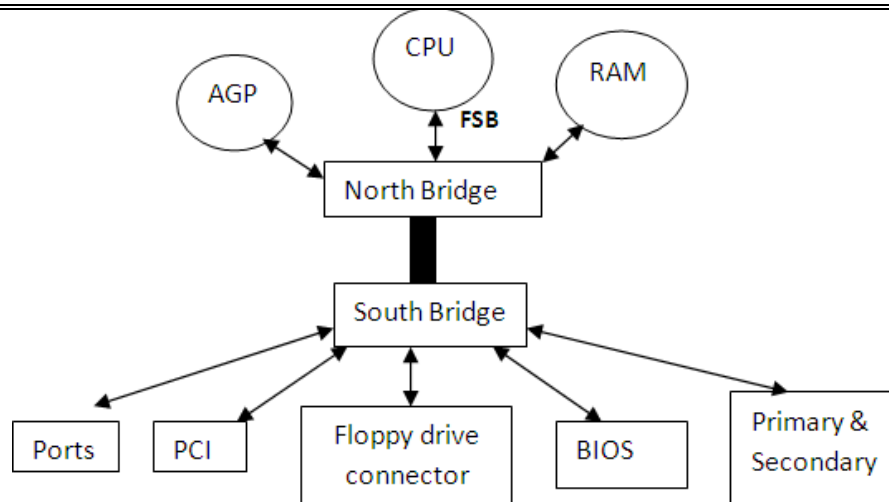 CPU
AGP
RAM
FSB
North Bridge
South Bridge
Ports
PCI
Floppy drive
connector
BIOS
Primary &
Secondary